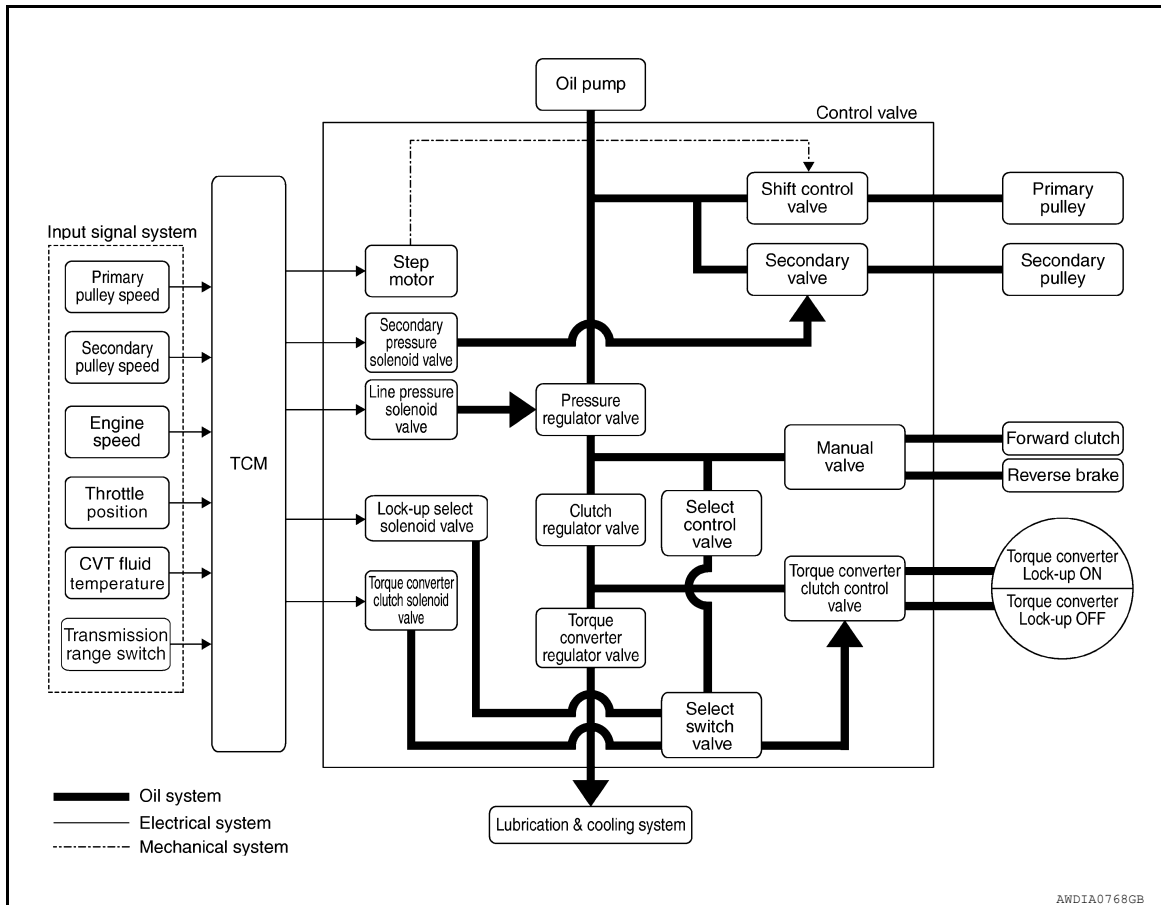 Oil pump
Control valve
Shift control
valve
Primary
pulley
Input signal system
Step
motor
Secondary
valve
Secondary
pulley
Primary
pulley speed
Secondary
pressure
solenoid valve
Secondary
pulley speed
Line pressure
solenoid
valve
Pressure
regulator valve
Engine
speed
TCM
Manual
valve
Forward clutch
Reverse brake
Throttle
position
Lock-up select
solenoid valve
Clutch
regulator valve
Select
control
valve
CVT fluid
temperature
Torque converter
clutch solenoid
valve
Torque converter
clutch control
valve
Torque converter
Lock-up ON
Torque converter
Lock-up OFF
Transmission
range switch
Torque
converter
regulator valve
Select
switch
valve
Oil system
Electrical system
Mechanical system
Lubrication & cooling system
AWDIA0768GB